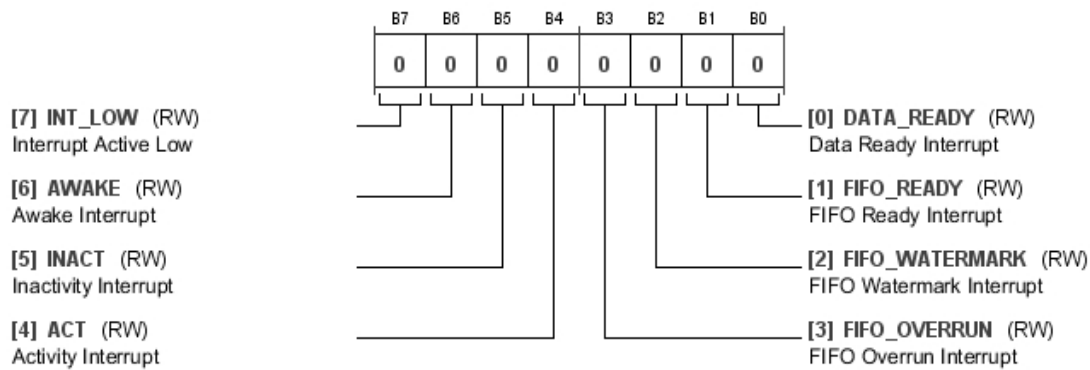 B7 B6 B5 B4 B3 B2 B1 B0
0 0 0 0 0 0 0 0
[7] INT_LOW (RW)
Interrupt Active Low
[6] AWAKE (RW)
Awake Interrupt
[5] INACT (RW)
Inactivity Interrupt
[4] ACT (RW)
Activity Interrupt
[0] DATA_READY (RW)
Data Ready Interrupt
[1] FIFO_READY (RW)
FIFO Ready Interrupt
[2] FIFO_WATERMARK (RW)
FIFO Watermark Interrupt
[3] FIFO_OVERRUN (RW)
FIFO Overrun Interrupt